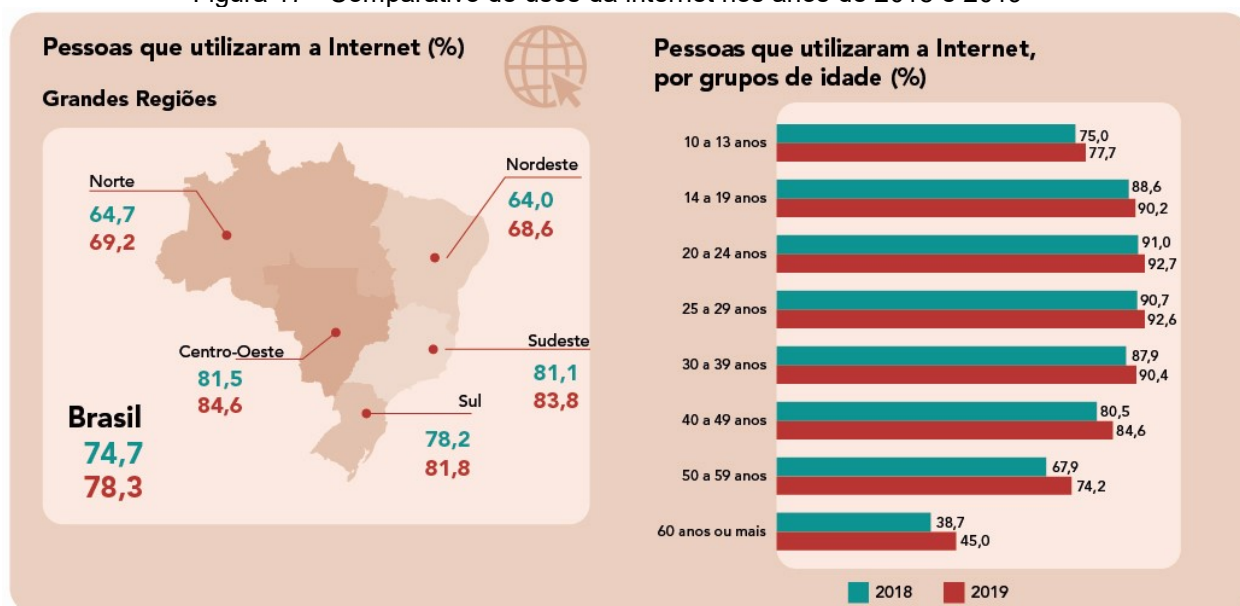 Pessoas que utilizaram a Internet (%)
Grandes Regiões
Norte
64,7
69,2
Nordeste
64,0
68,6
Centro-Oeste
81,5
84,6
Sudeste
81,1
83,8
Sul
78,2
81,8
Brasil
74,7
78,3
Pessoas que utilizaram a Internet,
por grupos de idade (%)
10 a 13 anos
75,0
77,7
14 a 19 anos
88,6
90,2
20 a 24 anos
91,0
92,7
25 a 29 anos
90,7
92,6
30 a 39 anos
87,9
90,4
40 a 49 anos
80,5
84,6
50 a 59 anos
67,9
74,2
60 anos ou mais
38,7
45,0
2018 2019